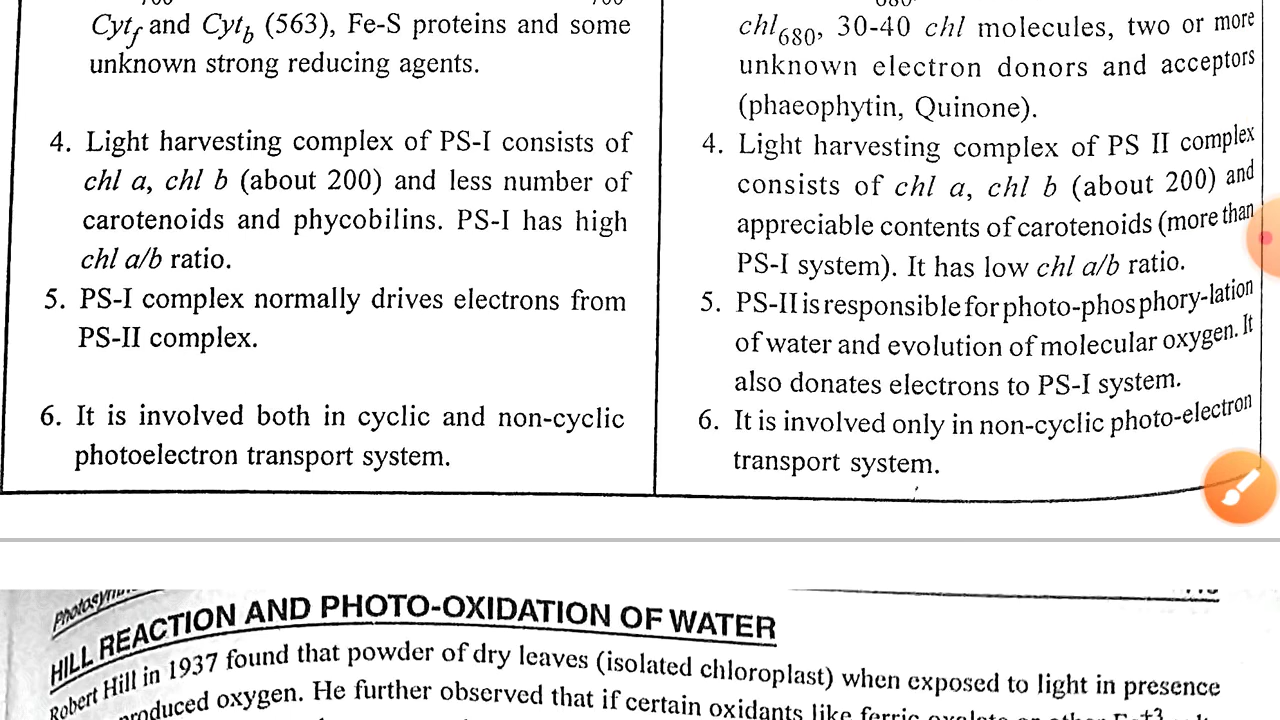 Cyt_f and Cyt_b (563), Fe-S proteins and some
unknown strong reducing agents.
4. Light harvesting complex of PS-I consists of
chl a, chl b (about 200) and less number of
carotenoids and phycobilins. PS-I has high
chl a/b ratio.
5. PS-I complex normally drives electrons from
PS-II complex.
6. It is involved both in cyclic and non-cyclic
photoelectron transport system.
chl680, 30-40 chl molecules, two or more
unknown electron donors and acceptors
(phaeophytin, Quinone).
4. Light harvesting complex of PS II complex
consists of chl a, chl b (about 200) and
appreciable contents of carotenoids (more than
PS-I system). It has low chl a/b ratio.
5. PS-II is responsible for photo-phosphory-lation
of water and evolution of molecular oxygen. It
also donates electrons to PS-I system.
6. It is involved only in non-cyclic photo-electron
transport system.
HILL REACTION AND PHOTO-OXIDATION OF WATER
Robert Hill in 1937 found that powder of dry leaves (isolated chloroplast) when exposed to light in presence
produced oxygen. He further observed that if certain oxidants like ferric